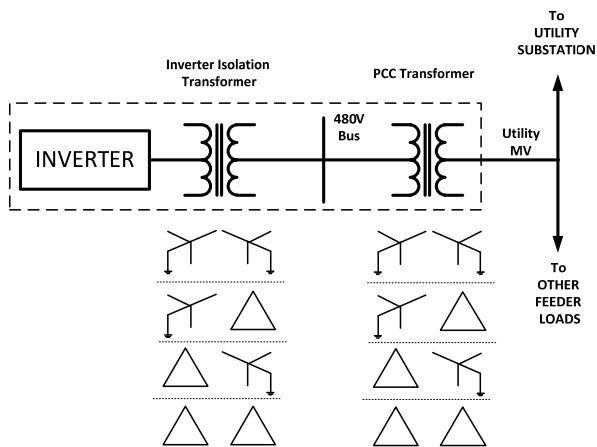 To
UTILITY
SUBSTATION
Inverter Isolation
Transformer
PCC Transformer
480V
Bus
Utility
MV
INVERTER
To
OTHER
FEEDER
LOADS